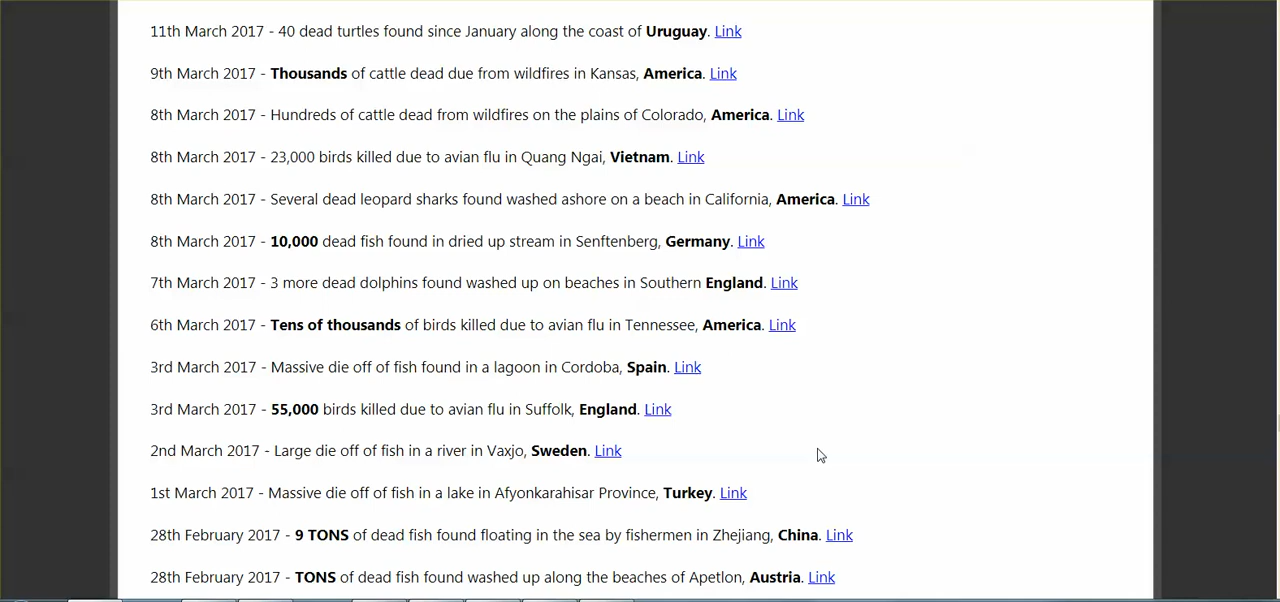 11th March 2017 - 40 dead turtles found since January along the coast of Uruguay. Link
9th March 2017 - Thousands of cattle dead due from wildfires in Kansas, America. Link
8th March 2017 - Hundreds of cattle dead from wildfires on the plains of Colorado, America. Link
8th March 2017 - 23,000 birds killed due to avian flu in Quang Ngai, Vietnam. Link
8th March 2017 - Several dead leopard sharks found washed ashore on a beach in California, America. Link
8th March 2017 - 10,000 dead fish found in dried up stream in Senftenberg, Germany. Link
7th March 2017 - 3 more dead dolphins found washed up on beaches in Southern England. Link
6th March 2017 - Tens of thousands of birds killed due to avian flu in Tennessee, America. Link
3rd March 2017 - Massive die off of fish found in a lagoon in Cordoba, Spain. Link
3rd March 2017 - 55,000 birds killed due to avian flu in Suffolk, England. Link
2nd March 2017 - Large die off of fish in a river in Vaxjo, Sweden. Link
1st March 2017 - Massive die off of fish in a lake in Afyonkarahisar Province, Turkey. Link
28th February 2017 - 9 TONS of dead fish found floating in the sea by fishermen in Zhejiang, China. Link
28th February 2017 - TONS of dead fish found washed up along the beaches of Apetlon, Austria. Link